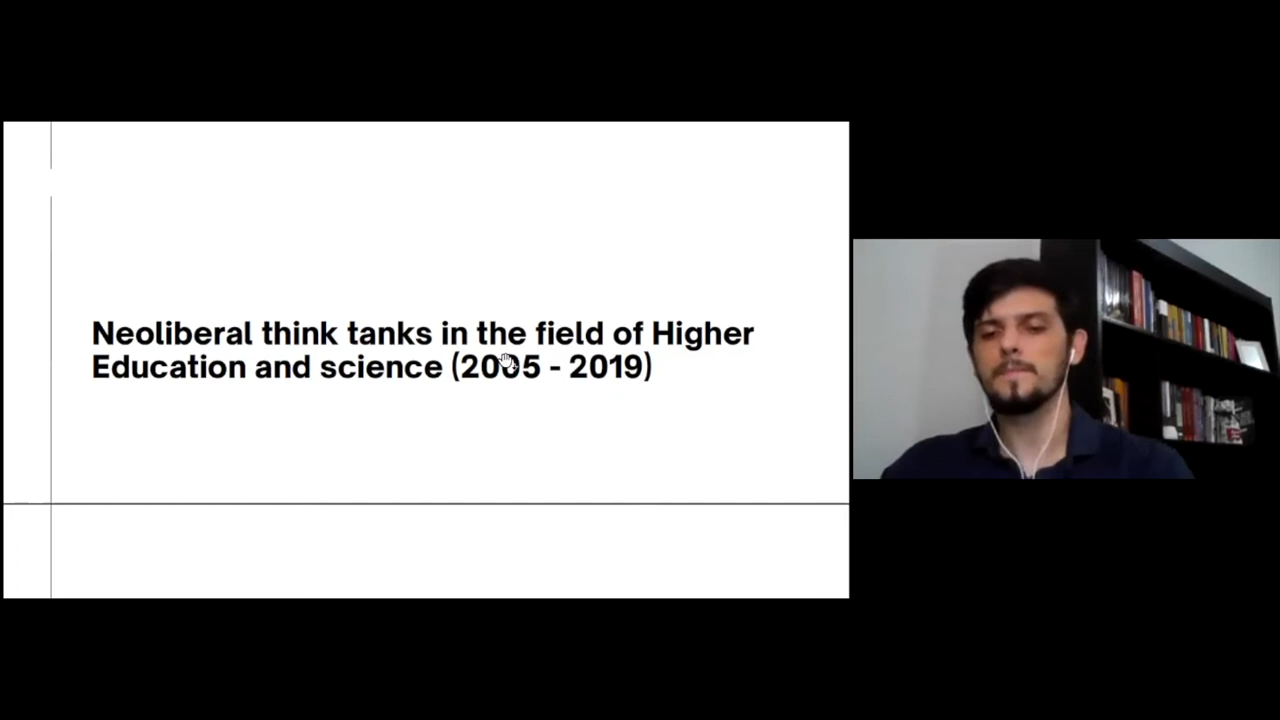 Neoliberal think tanks in the field of Higher
Education and science (2005 - 2019)